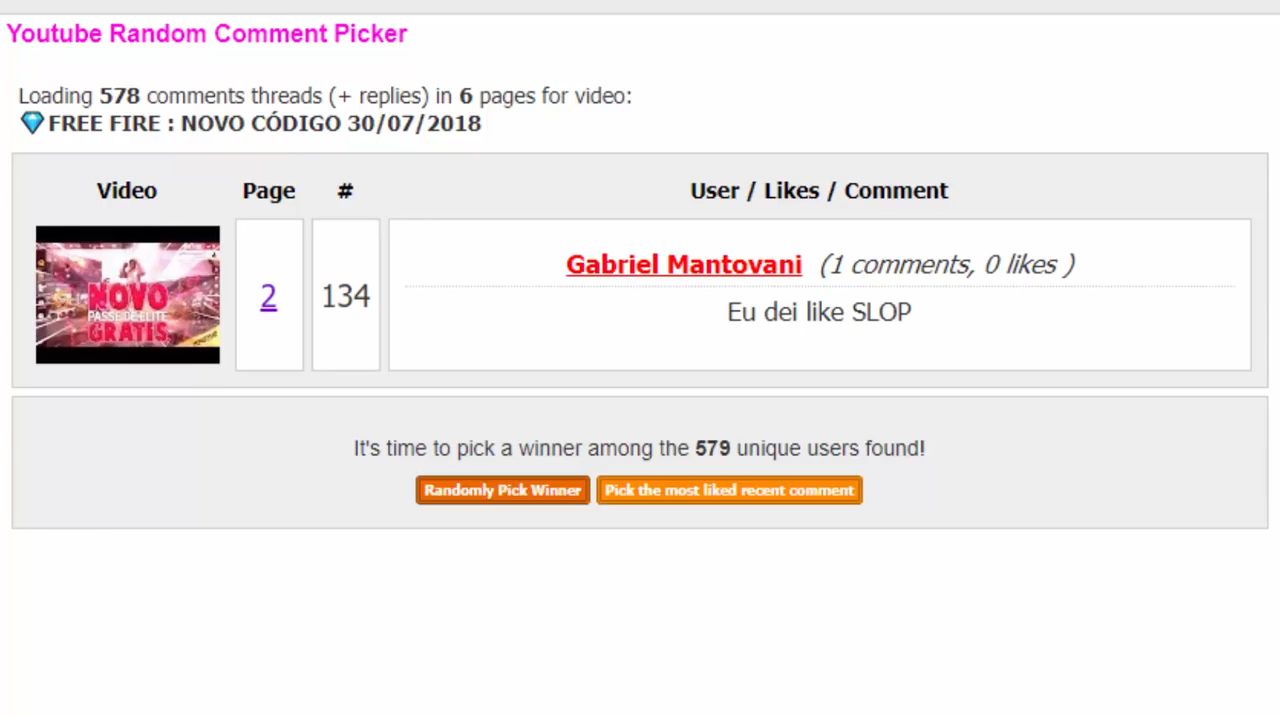 Youtube Random Comment Picker
Loading 578 comments threads (+ replies) in 6 pages for video:
FREE FIRE : NOVO CÓDIGO 30/07/2018
Video Page # User / Likes / Comment
NOVO
PASSE DE ELITE
GRATIS
2
134
Gabriel Mantovani (1 comments, 0 likes )
Eu dei like SLOP
It's time to pick a winner among the 579 unique users found!
Randomly Pick Winner Pick the most liked recent comment